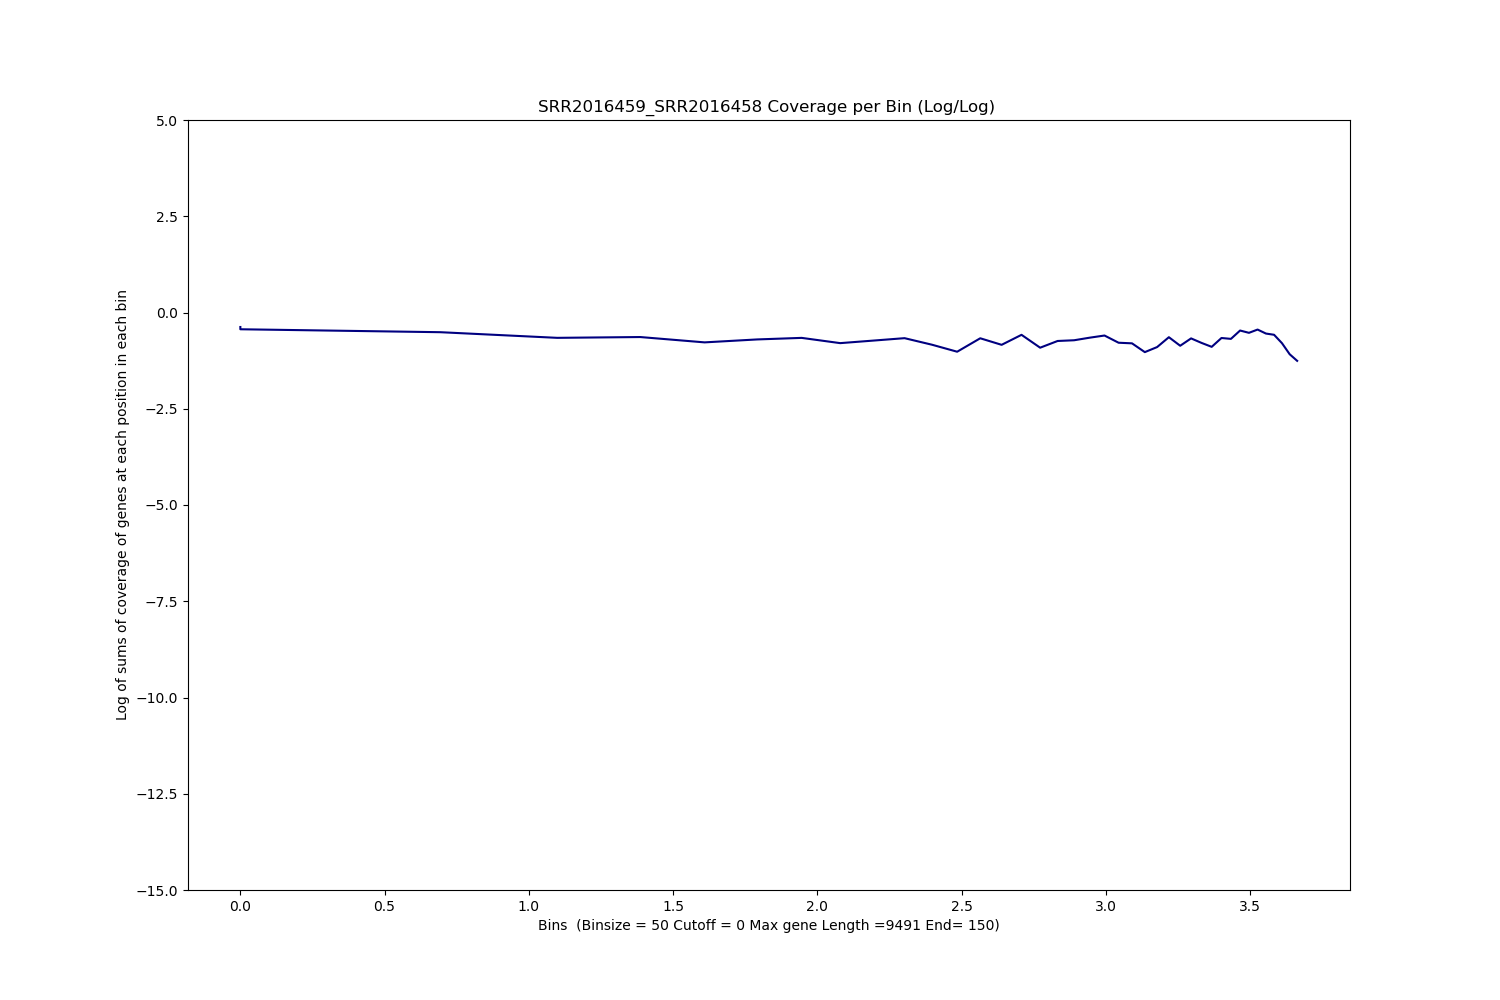 SRR2016459_SRR2016458 Coverage per Bin (Log/Log)
5.0
2.5
0.0
−2.5
−5.0
−7.5
−10.0
−12.5
−15.0
Log of sums of coverage of genes at each position in each bin
0.0 0.5 1.0 1.5 2.0 2.5 3.0 3.5
Bins  (Binsize = 50 Cutoff = 0 Max gene Length =9491 End= 150)